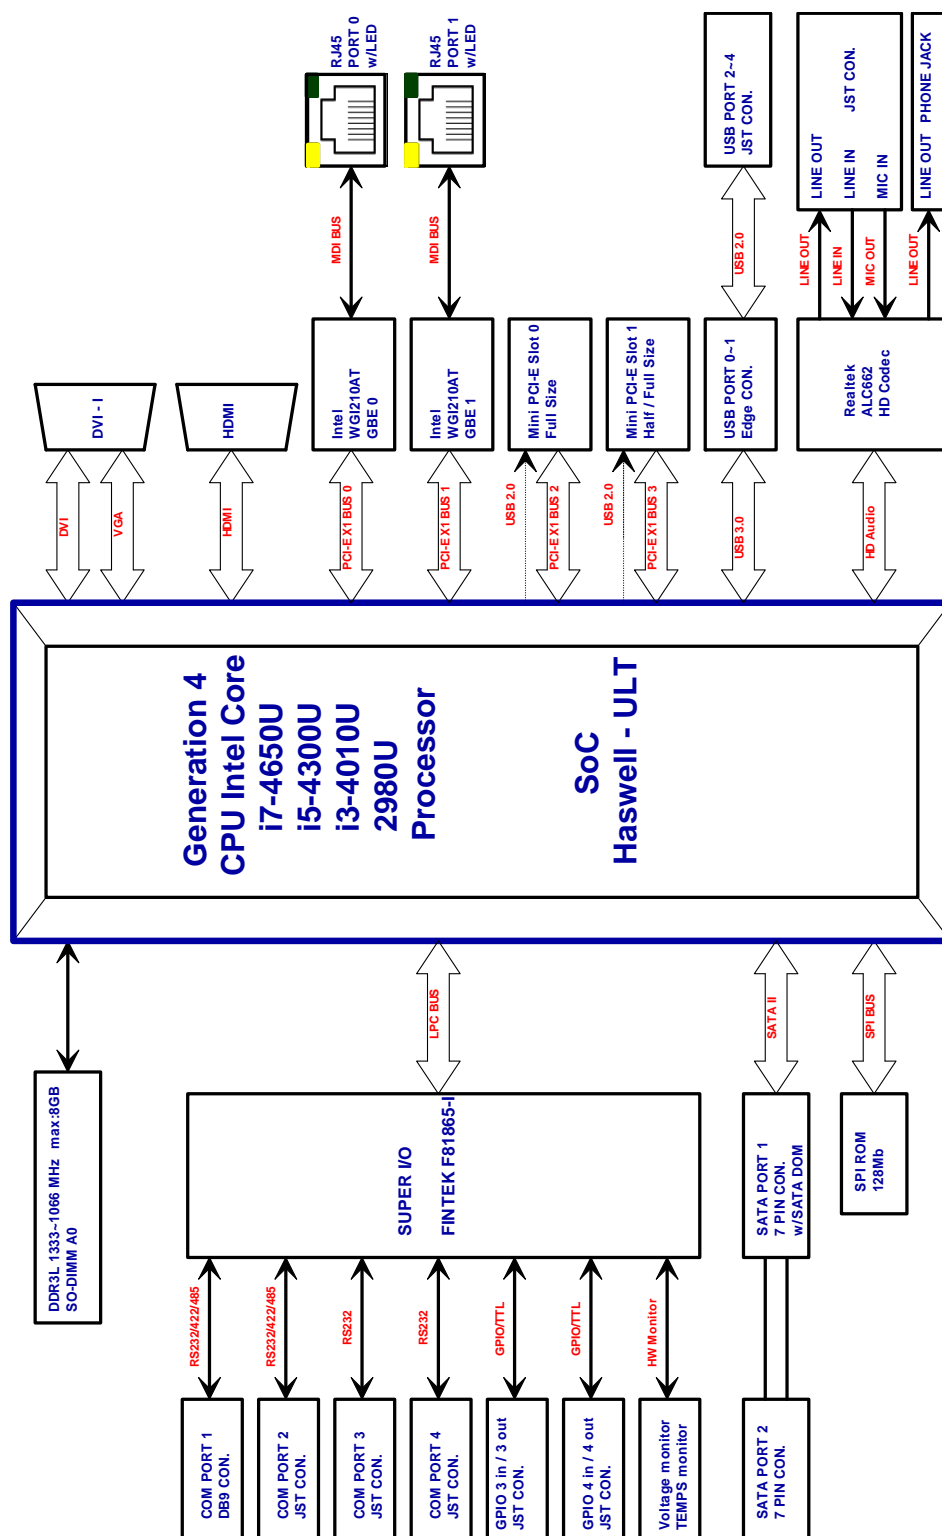 RJ45
PORT 0
w/LED
RJ45
PORT 1
w/LED
USB PORT 2~4
JST CON.
LINE OUT
LINE IN
MIC IN
JST CON.
LINE OUT PHONE JACK
MDI BUS
MDI BUS
USB 2.0
LINE OUT
LINE IN
MIC OUT
LINE OUT
DVI - I
HDMI
Intel
WGI210AT
GBE 0
Intel
WGI210AT
GBE 1
Mini PCI-E Slot 0
Full Size
Mini PCI-E Slot 1
Half / Full Size
USB PORT 0~1
Edge CON.
Realtek
ALC662
HD Codec
DVI
VGA
HDMI
PCI-E X1 BUS 0
PCI-E X1 BUS 1
USB 2.0
PCI-E X1 BUS 2
USB 2.0
PCI-E X1 BUS 3
USB 3.0
HD Audio
Generation 4
CPU Intel Core
i7-4650U
i5-4300U
i3-4010U
2980U
Processor
SoC
Haswell - ULT
LPC BUS
SATA II
SPI BUS
DDR3L 1333~1066 MHz max:8GB
SO-DIMM A0
SUPER I/O
FINTEK F81865-I
SATA PORT 1
7 PIN CON.
w/SATA DOM
SPI ROM
128Mb
RS232/422/485
RS232/422/485
RS232
RS232
GPIO/TTL
GPIO/TTL
HW Monitor
COM PORT 1
DB9 CON.
COM PORT 2
JST CON.
COM PORT 3
JST CON.
COM PORT 4
JST CON.
GPIO 3 in / 3 out
JST CON.
GPIO 4 in / 4 out
JST CON.
Voltage monitor
TEMPS monitor
SATA PORT 2
7 PIN CON.